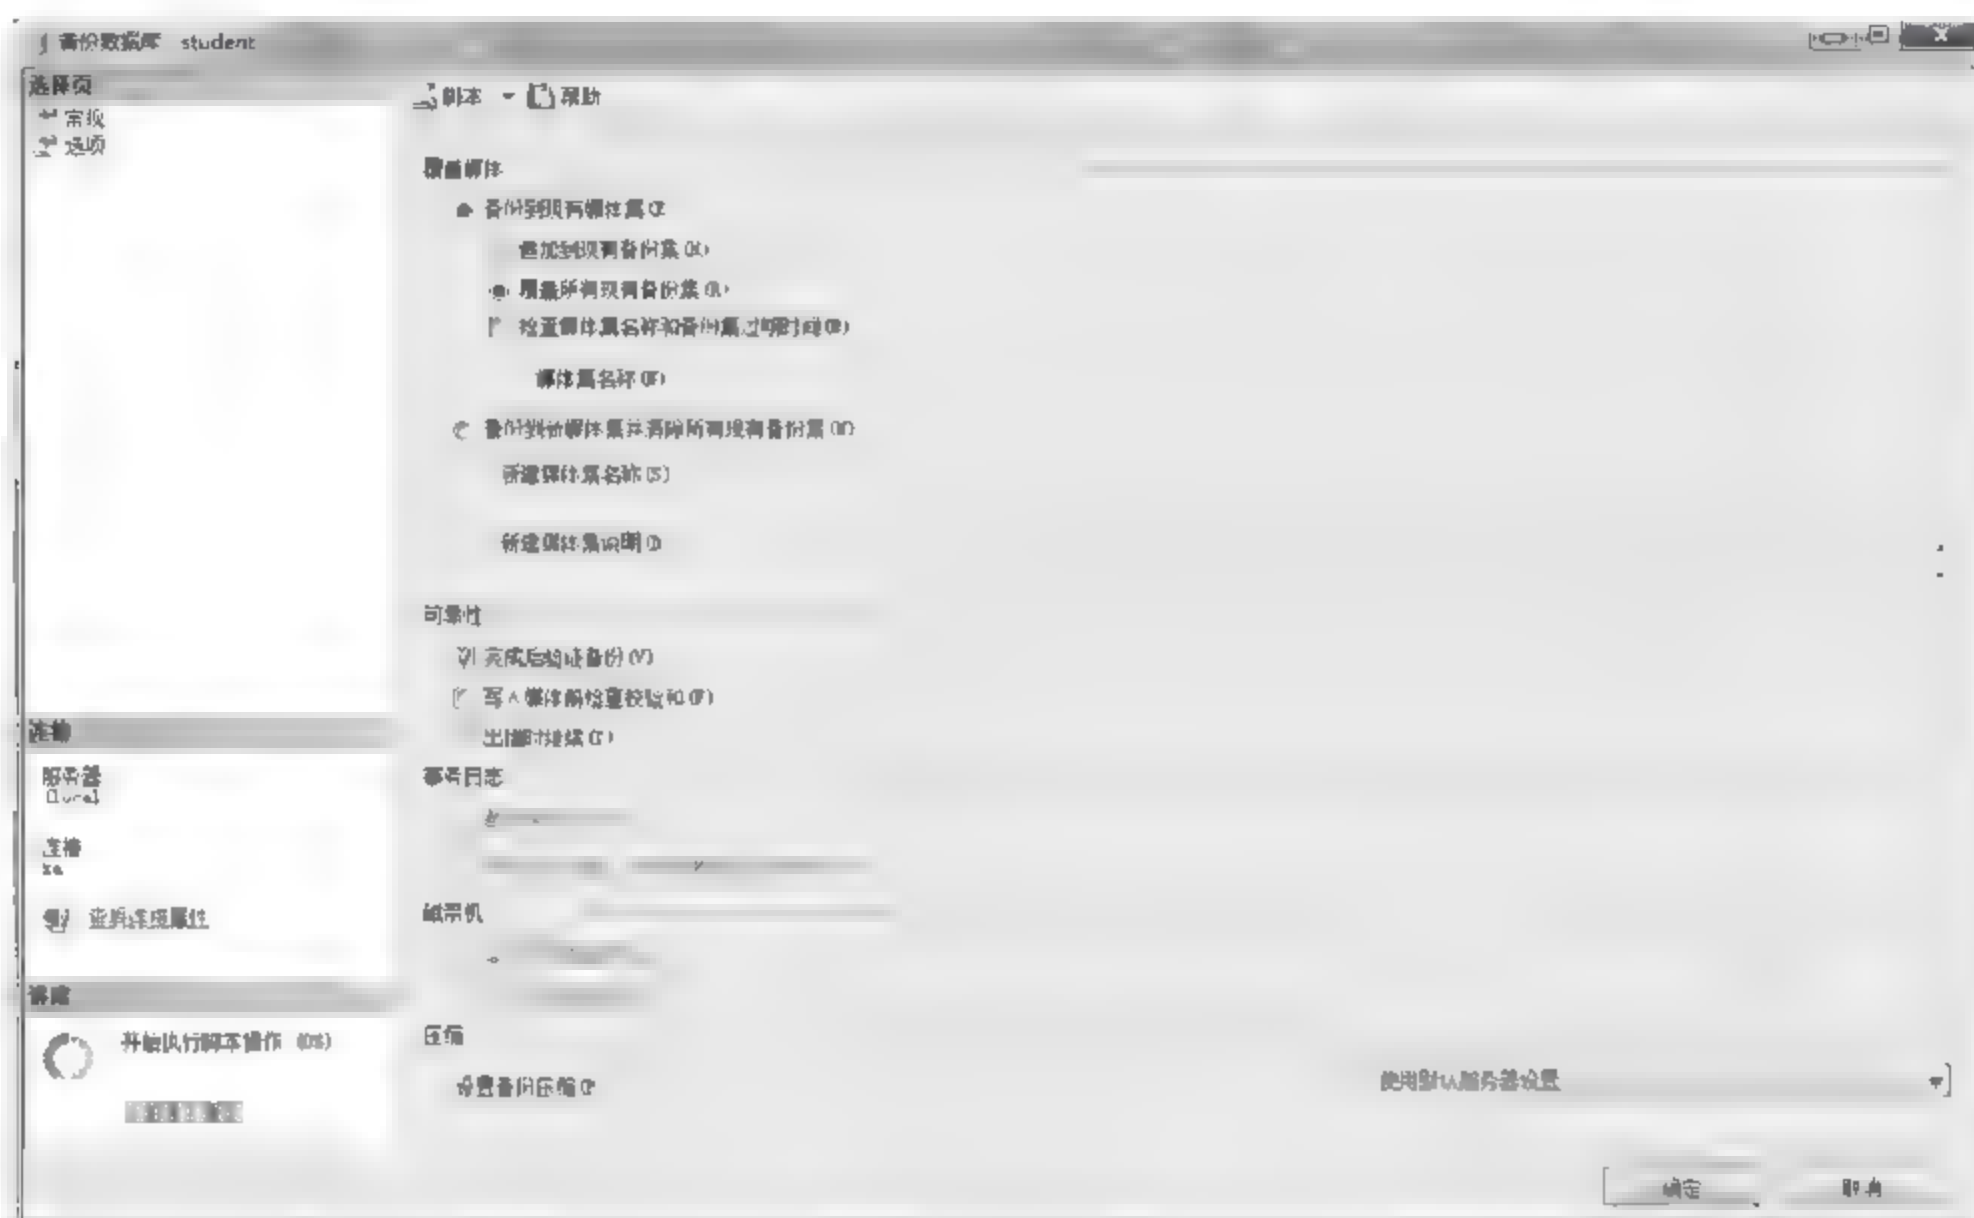 备份数据库 student
选择页
常规
选项
脚本 帮助
覆盖媒体
备份到现有媒体集
追加到现有备份集(H)
覆盖所有现有备份集(R)
检查媒体集名称和备份集过期时间(M)
媒体集名称
备份到新媒体集并清除所有现有备份集(U)
新建媒体集名称(S)
新建媒体集说明
可靠性
完成后验证备份(V)
写入媒体前检查校验和
出错时继续(T)
事务日志
磁带机
压缩
设置备份压缩
使用默认服务器设置
连接
服务器
(local)
连接
sa
查看连接属性
进度
开始执行脚本操作 (0%)
确定 取消